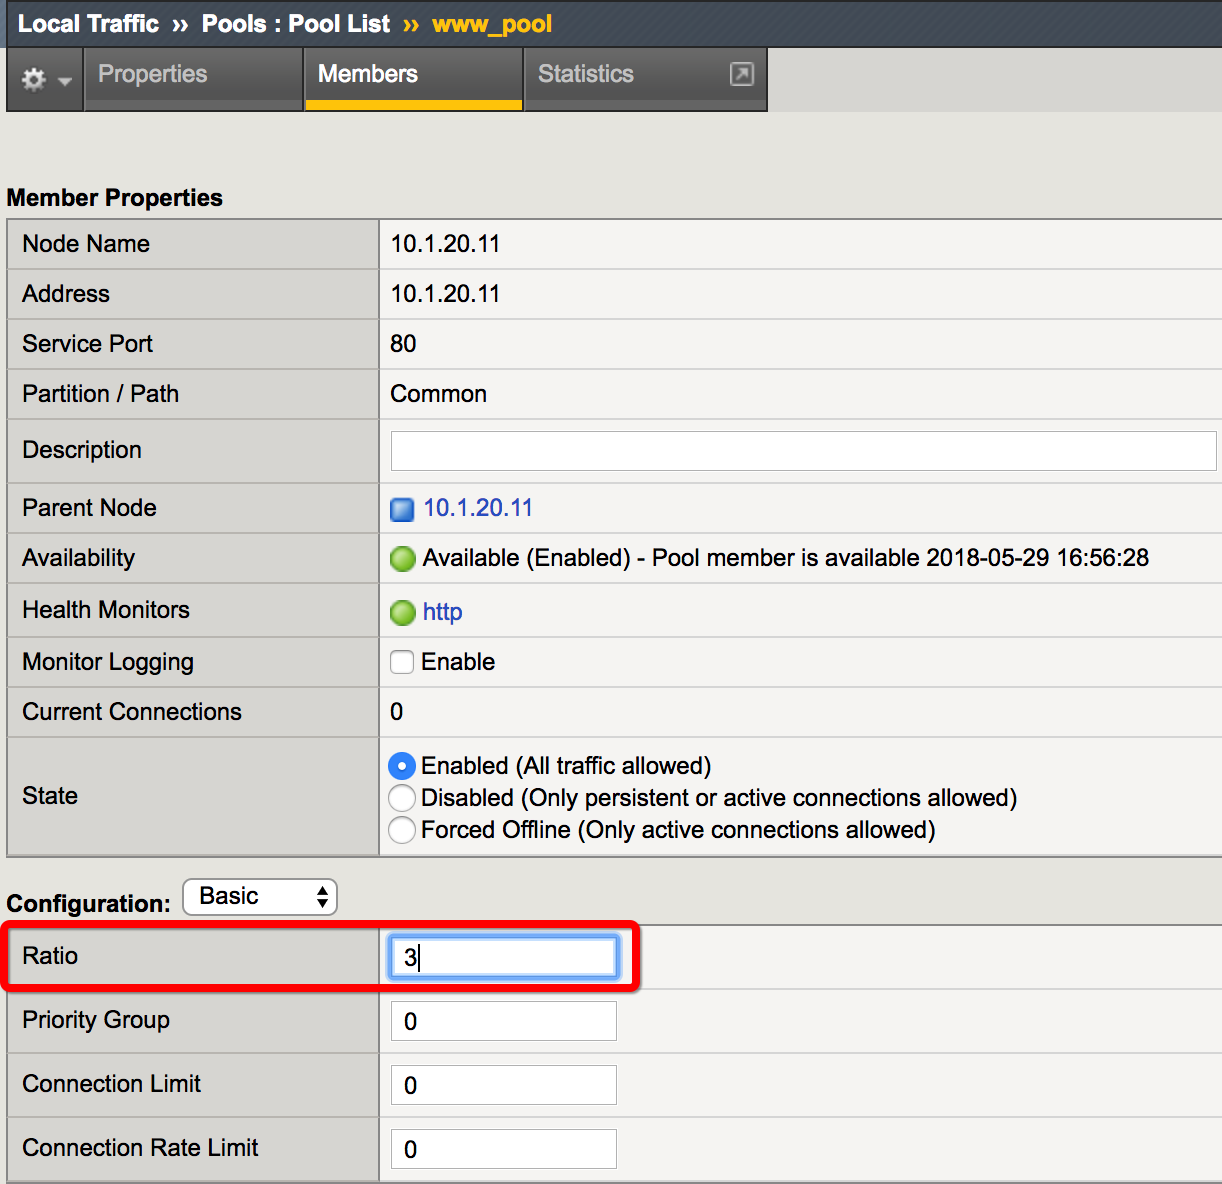 Local Traffic ›› Pools : Pool List ›› www_pool
Properties Members Statistics
Member Properties
Node Name 10.1.20.11
Address 10.1.20.11
Service Port 80
Partition / Path Common
Description
Parent Node 10.1.20.11
Availability Available (Enabled) - Pool member is available 2018-05-29 16:56:28
Health Monitors http
Monitor Logging Enable
Current Connections 0
State
Enabled (All traffic allowed)
Disabled (Only persistent or active connections allowed)
Forced Offline (Only active connections allowed)
Configuration: Basic
Ratio 3
Priority Group 0
Connection Limit 0
Connection Rate Limit 0